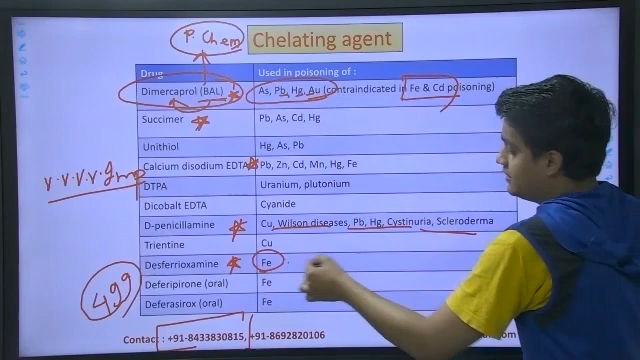 P. Chem
Chelating agent
Drug Used in poisoning of :
Dimercaprol (BAL) As, Pb, Hg, Au (contraindicated in Fe & Cd poisoning)
Succimer Pb, As, Cd, Hg
Unithiol Hg, As, Pb
Calcium disodium EDTA Pb, Zn, Cd, Mn, Hg, Fe
v.v.v.v.Imp
DTPA Uranium, plutonium
Dicobalt EDTA Cyanide
D-penicillamine Cu, Wilson diseases, Pb, Hg, Cystinuria, Scleroderma
Trientine Cu
Desferrioxamine Fe
499
Deferipirone (oral) Fe
Deferasirox (oral) Fe
Contact : +91-8433830815, +91-8692820106